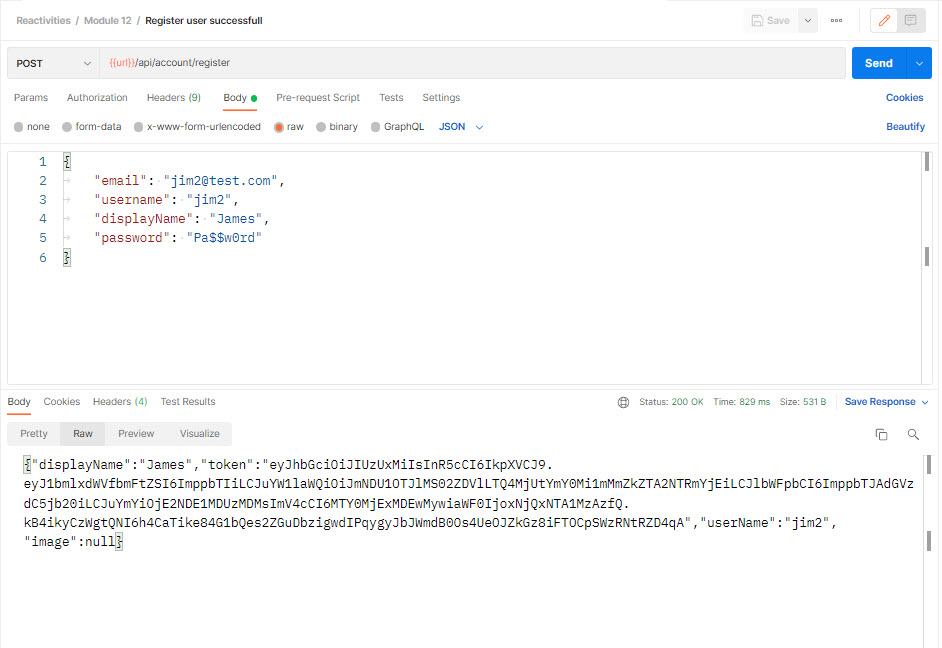 Reactivities / Module 12 / Register user successfull
Save
POST
{{url}}/api/account/register
Send
Params Authorization Headers (9) Body Pre-request Script Tests Settings Cookies
none form-data x-www-form-urlencoded raw binary GraphQL JSON Beautify
1 {
2 "email": "jim2@test.com",
3 "username": "jim2",
4 "displayName": "James",
5 "password": "Pa$$w0rd"
6 }
Body Cookies Headers (4) Test Results Status: 200 OK Time: 829 ms Size: 531 B Save Response
Pretty Raw Preview Visualize
{"displayName":"James","token":"eyJhbGciOiJIUzUxMiIsInR5cCI6IkpXVCJ9.
eyJ1bmlxdWVfbmFtZSI6ImppbTIiLCJuYW1laWQiOiJmNDU1OTJlMS02ZDVlLTQ4MjUtYmY0Mi1mMmZkZTA2NTRmYjEiLCJlbWFpbCI6ImppbTJAdGVz
dC5jb20iLCJuYmYiOjE2NDE1MDUzMDMsImV4cCI6MTY0MjExMDEwMywiaWF0IjoxNjQxNTA1MzAzfQ.
kB4ikyCzWgtQNI6h4CaTike84G1bQes2ZGuDbzigwdIPqygyJbJWmdB0Os4UeOJZkGz8iFTOCpSWzRNtRZD4qA","userName":"jim2",
"image":null}